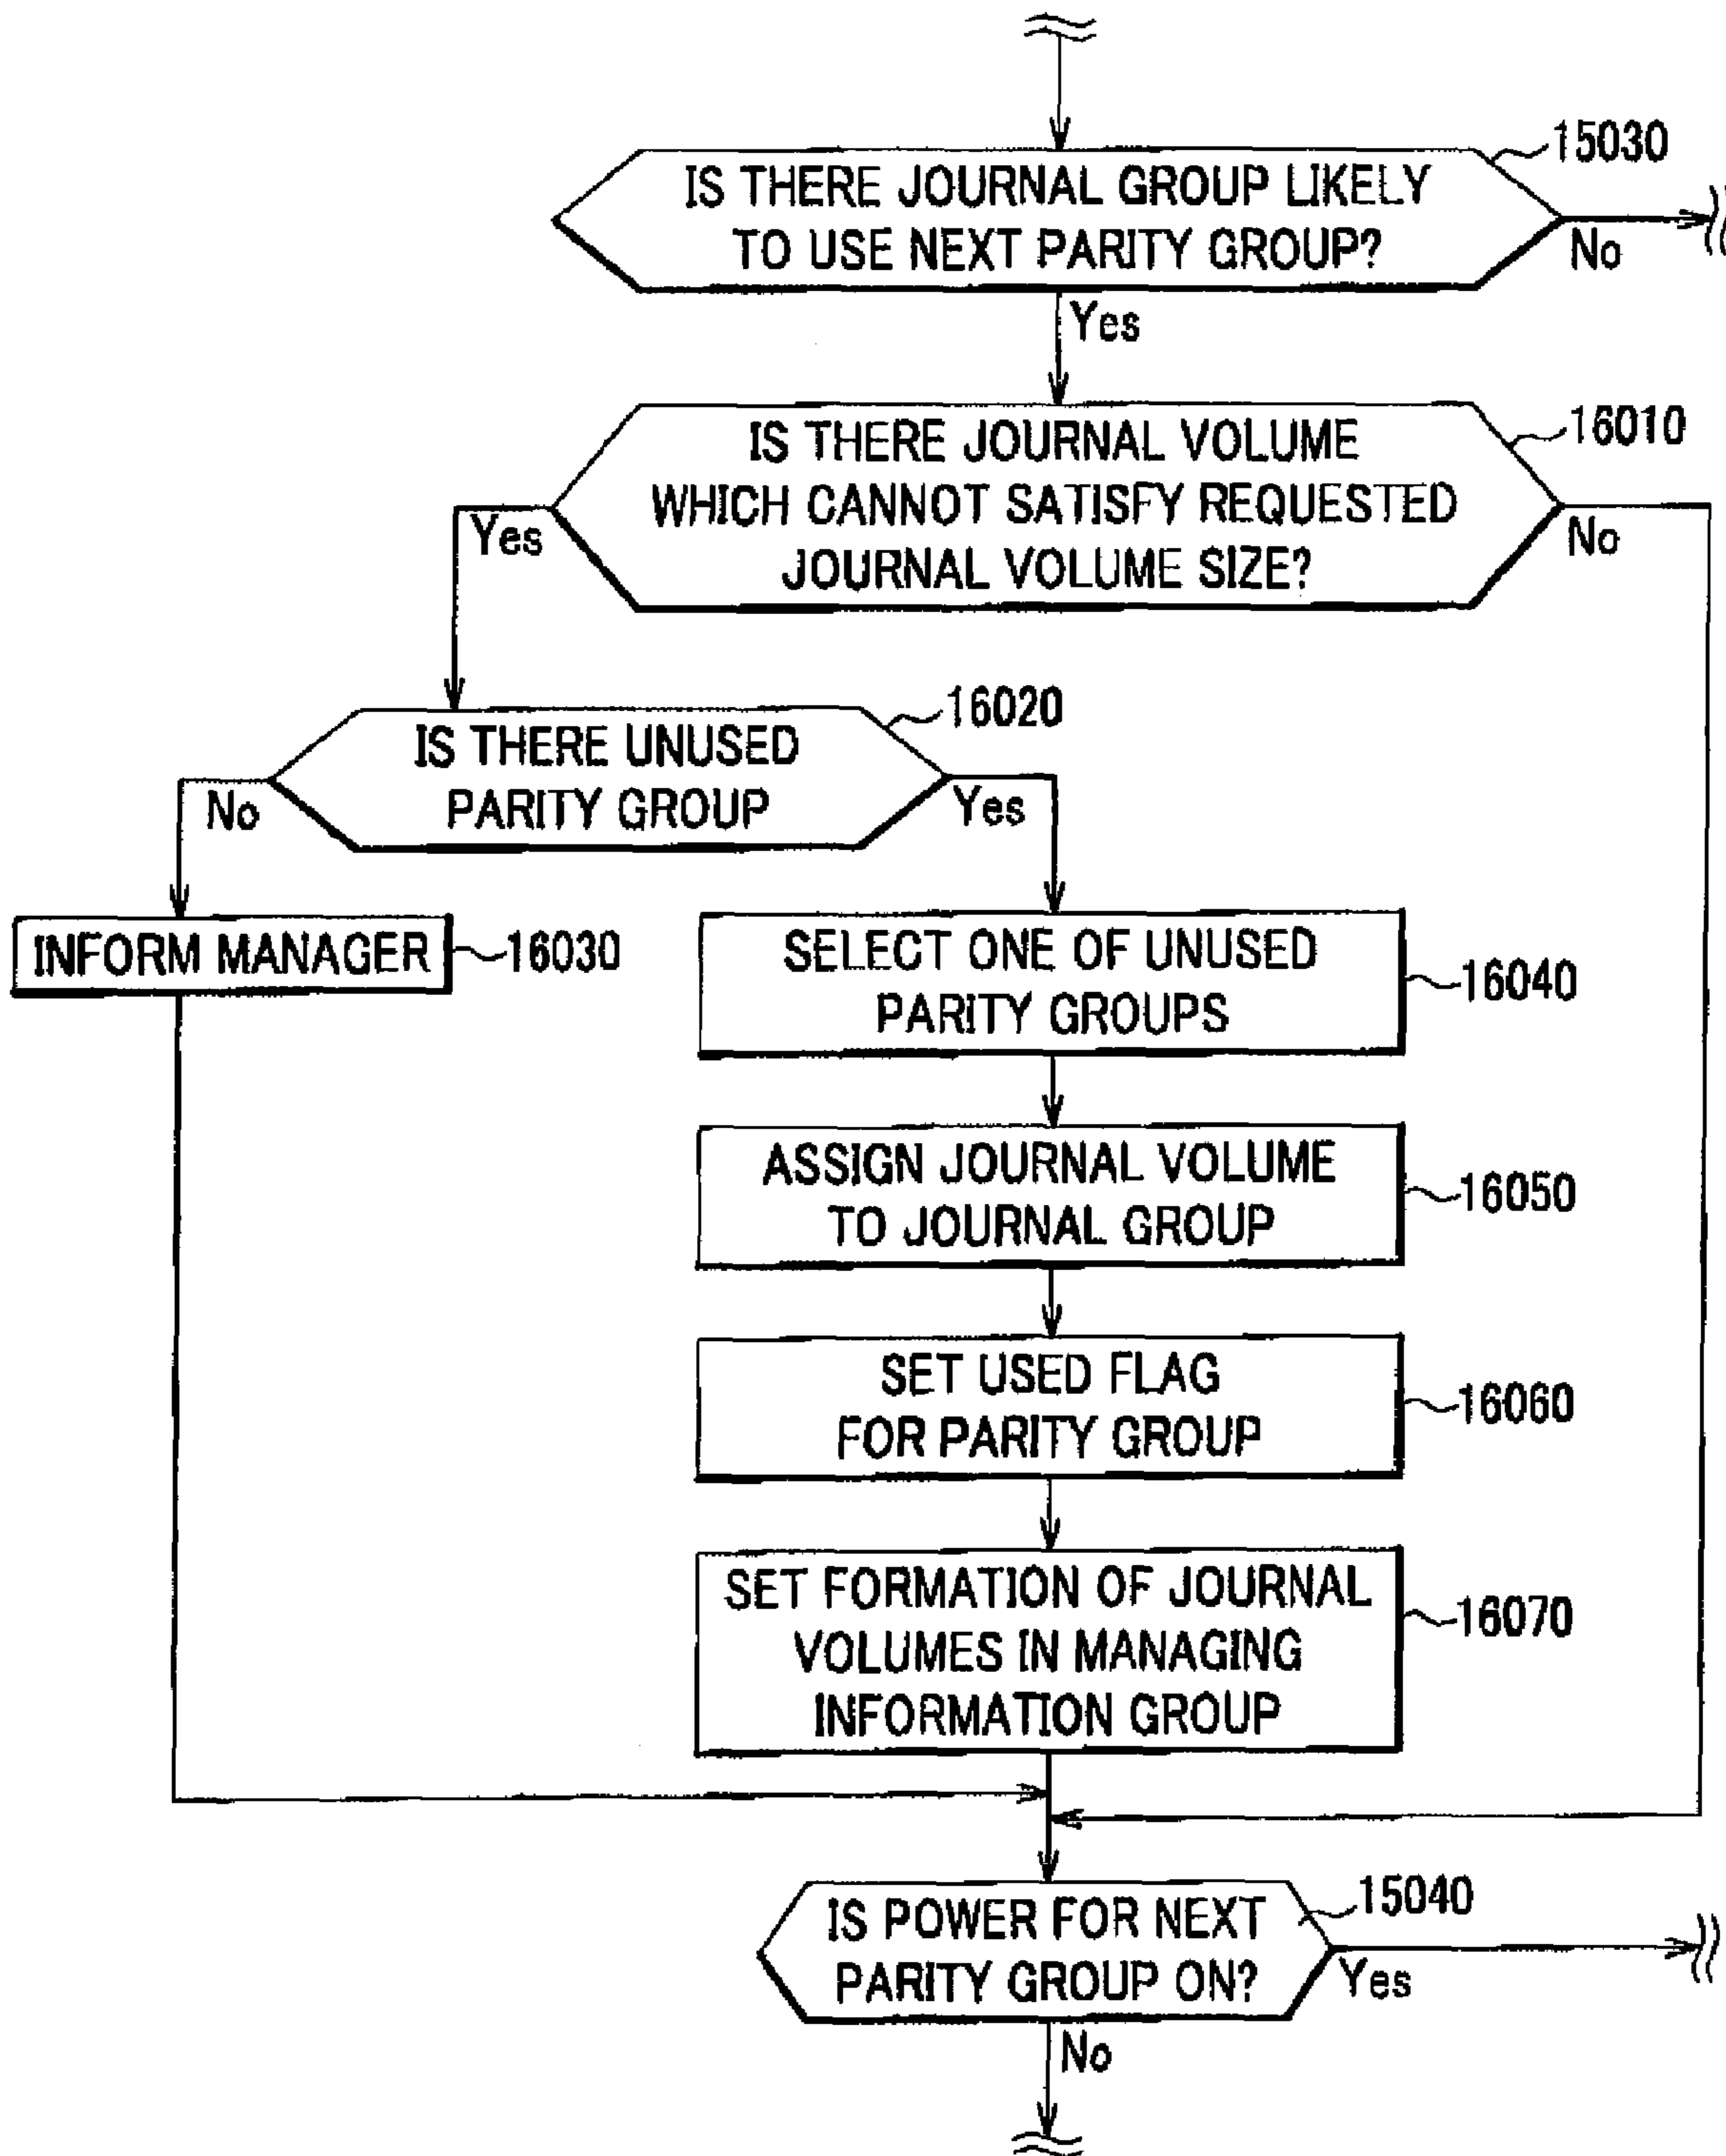 15030
IS THERE JOURNAL GROUP LIKELY
TO USE NEXT PARITY GROUP?
No
Yes
16010
IS THERE JOURNAL VOLUME
WHICH CANNOT SATISFY REQUESTED
JOURNAL VOLUME SIZE?
Yes
No
16020
IS THERE UNUSED
PARITY GROUP
No
Yes
INFORM MANAGER
16030
SELECT ONE OF UNUSED
PARITY GROUPS
16040
ASSIGN JOURNAL VOLUME
TO JOURNAL GROUP
16050
SET USED FLAG
FOR PARITY GROUP
16060
SET FORMATION OF JOURNAL
VOLUMES IN MANAGING
INFORMATION GROUP
16070
15040
IS POWER FOR NEXT
PARITY GROUP ON?
Yes
No